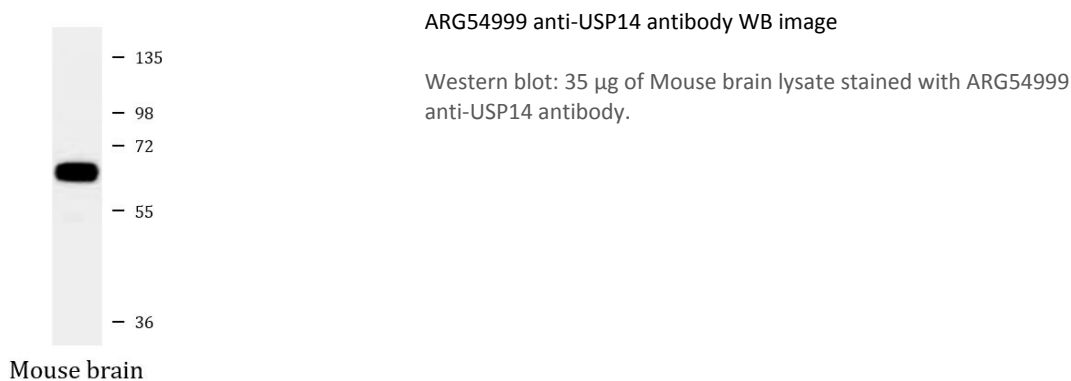 ARG54999 anti-USP14 antibody WB image
Western blot: 35 µg of Mouse brain lysate stained with ARG54999
anti-USP14 antibody.
135
98
72
55
36
Mouse brain